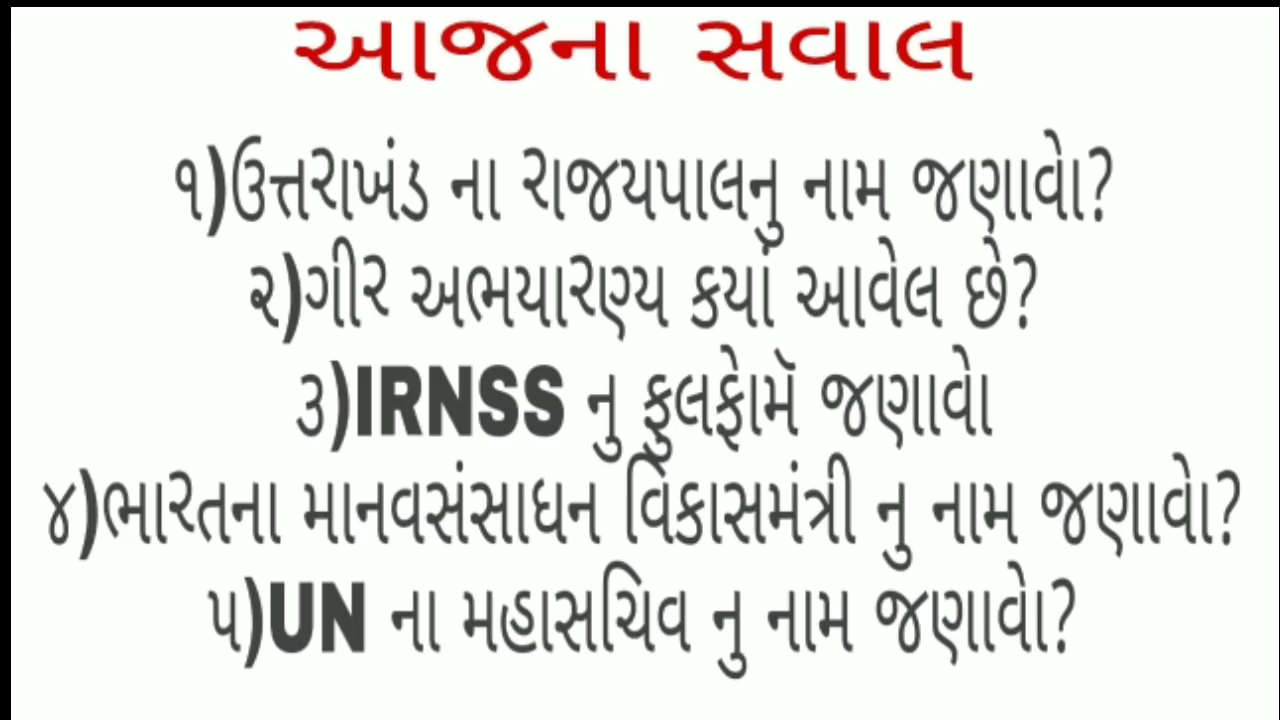 આજના સવાલ
૧)ઉત્તરાખંડ ના રાજયપાલનુ નામ જણાવો?
૨)ગીર અભયારણ્ય કયાં આવેલ છે?
૩)IRNSS નુ ફુલફોમૅ જણાવો
૪)ભારતના માનવસંસાધન વિકાસમંત્રી નુ નામ જણાવો?
૫)UN ના મહાસચિવ નુ નામ જણાવો?